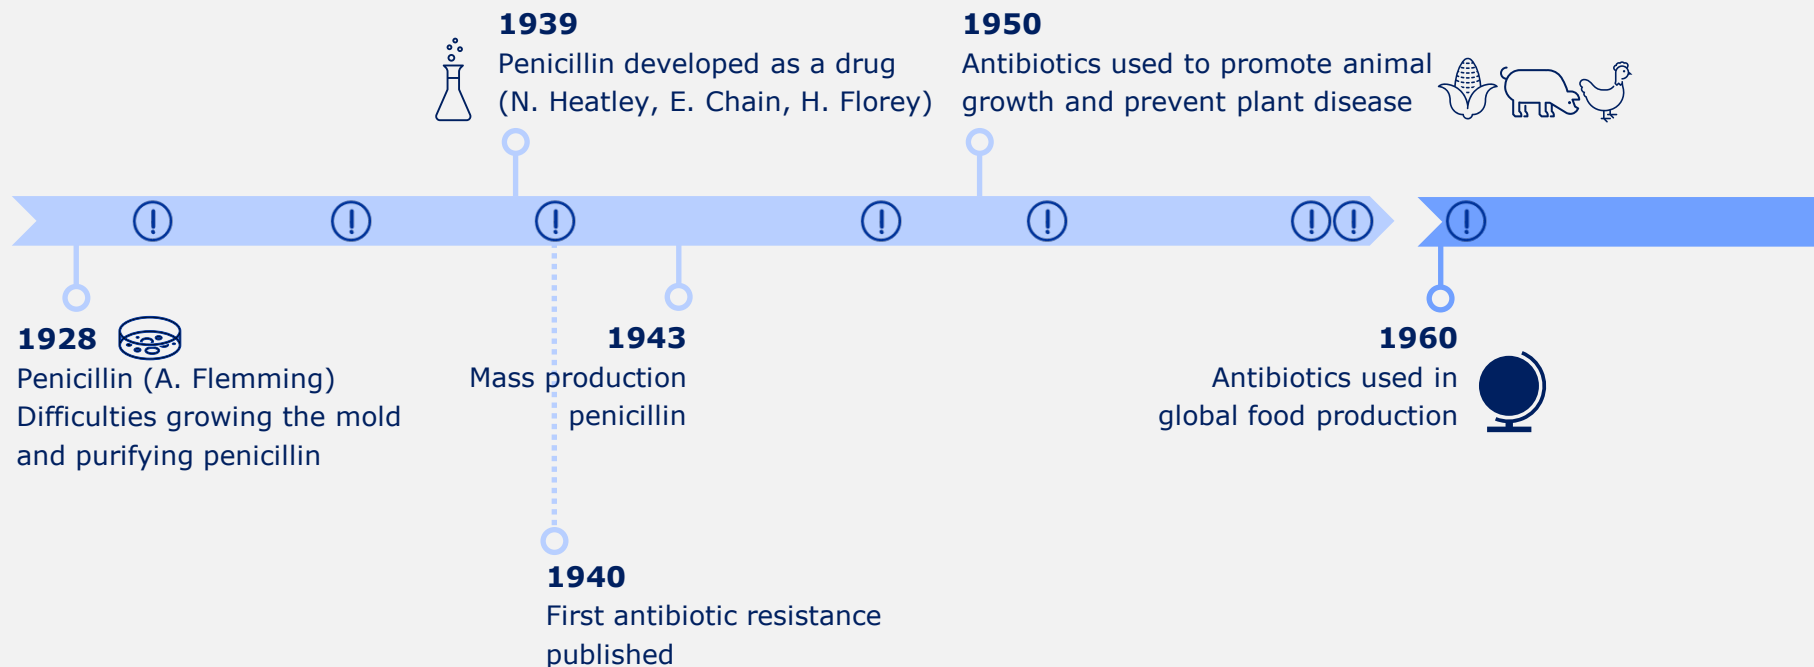 1939
Penicillin developed as a drug
(N. Heatley, E. Chain, H. Florey)
1950
Antibiotics used to promote animal
growth and prevent plant disease
1928
Penicillin (A. Flemming)
Difficulties growing the mold
and purifying penicillin
1943
Mass production
penicillin
1960
Antibiotics used in
global food production
1940
First antibiotic resistance
published